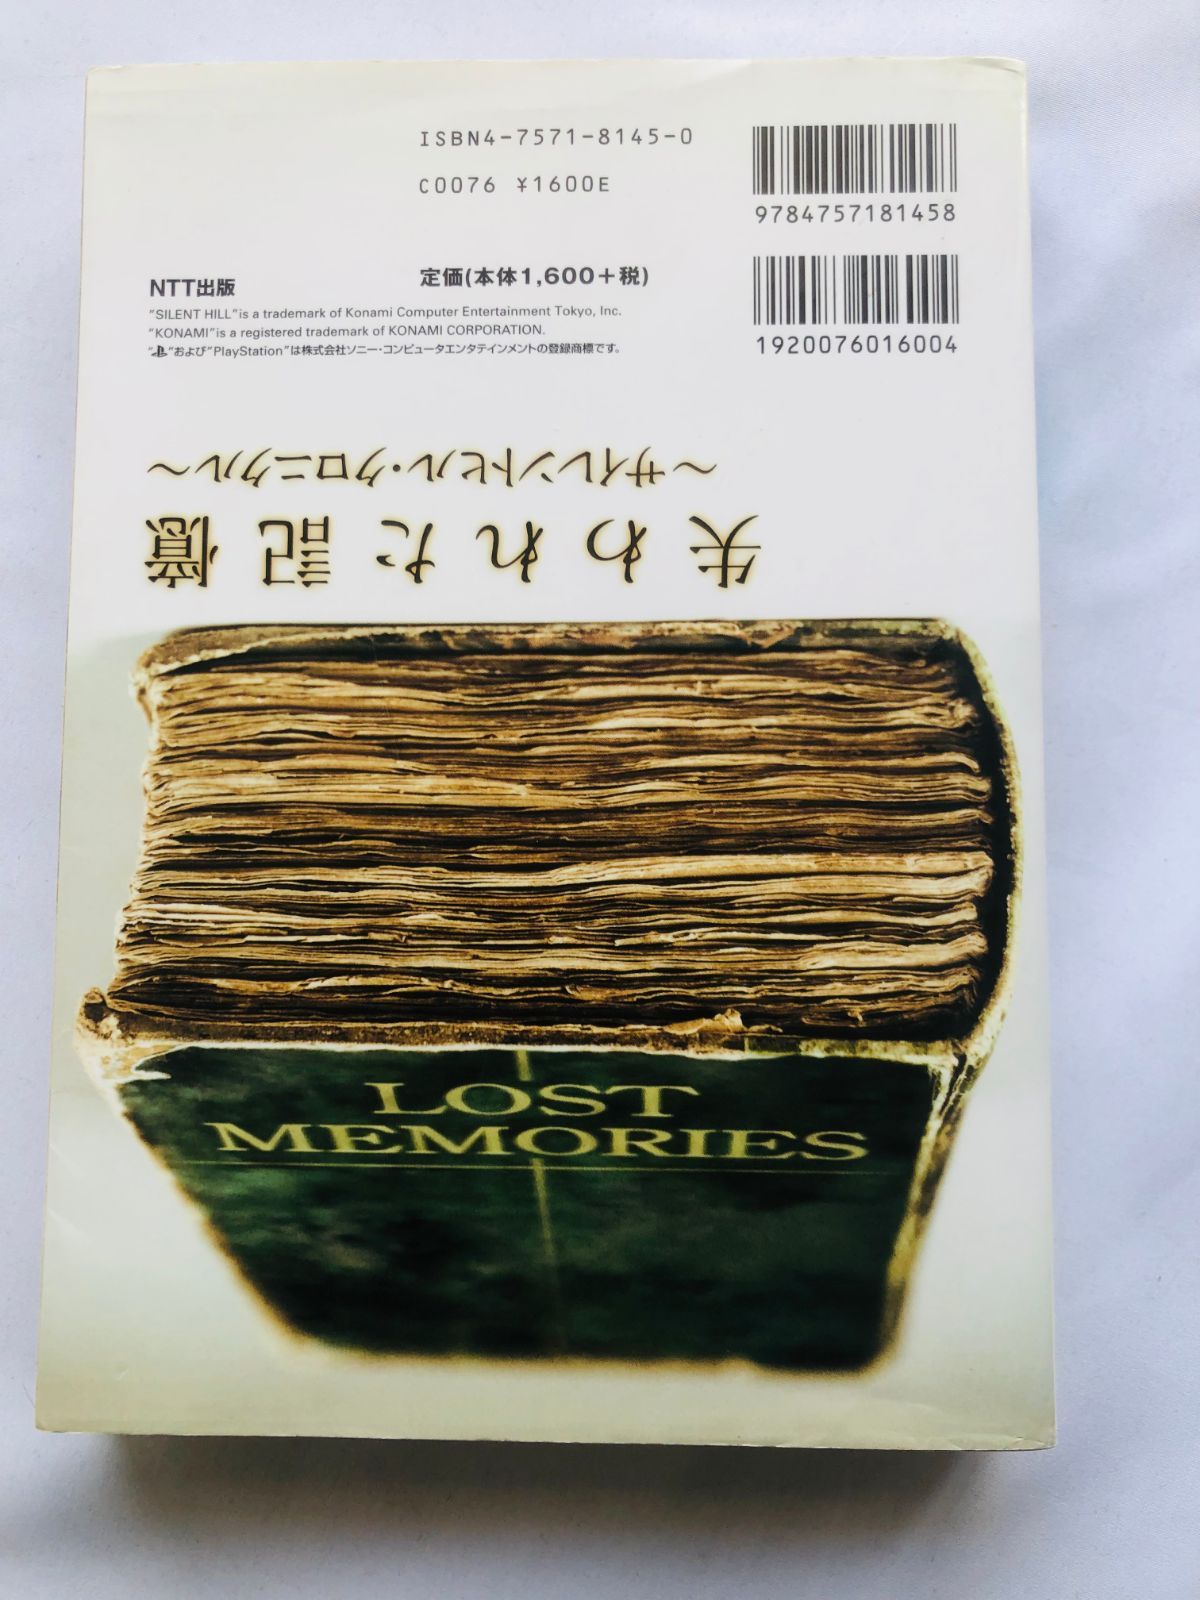 ISBN4-7571-8145-0
C0076 ¥1600E
9784757181458
定価(本体1,600+税)
1920076016004
NTT出版
"SILENT HILL"is a trademark of Konami Computer Entertainment Tokyo, Inc.
"KONAMI"is a registered trademark of KONAMI CORPORATION.
" "および"PlayStation"は株式会社ソニー・コンピュータエンタテインメントの登録商標です。
失われた記憶
～サイレントヒル・クロニクル～
LOST
MEMORIES